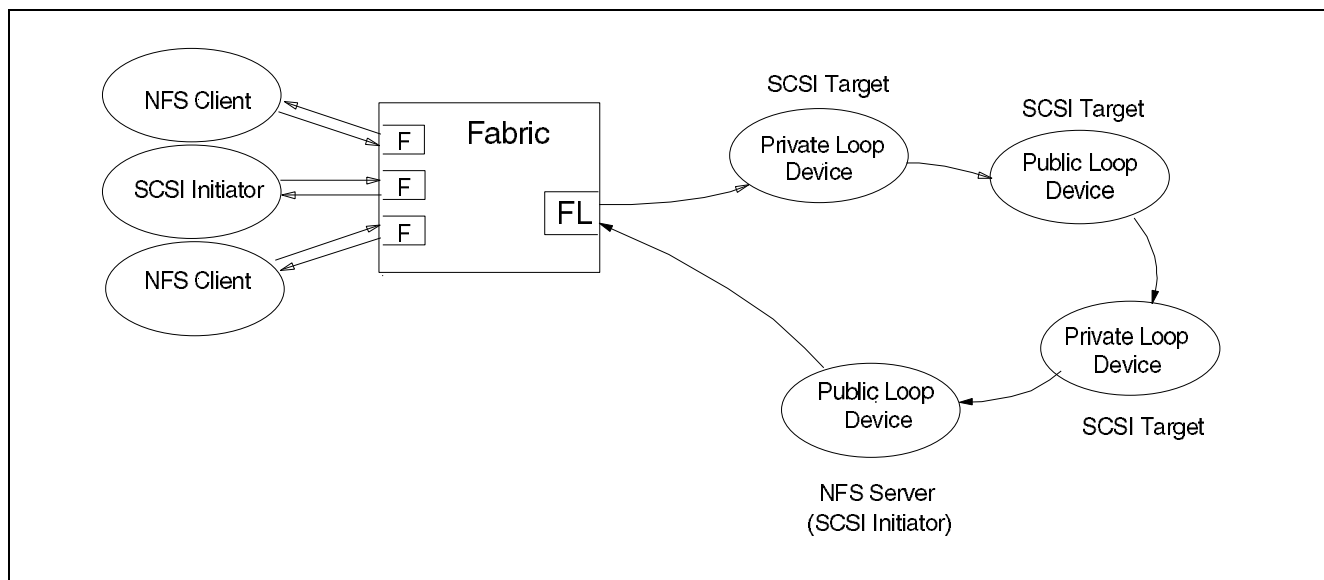 NFS Client
SCSI Initiator
NFS Client
F
F
F
Fabric
FL
SCSI Target
Private Loop
Device
SCSI Target
Public Loop
Device
Private Loop
Device
SCSI Target
Public Loop
Device
NFS Server
(SCSI Initiator)